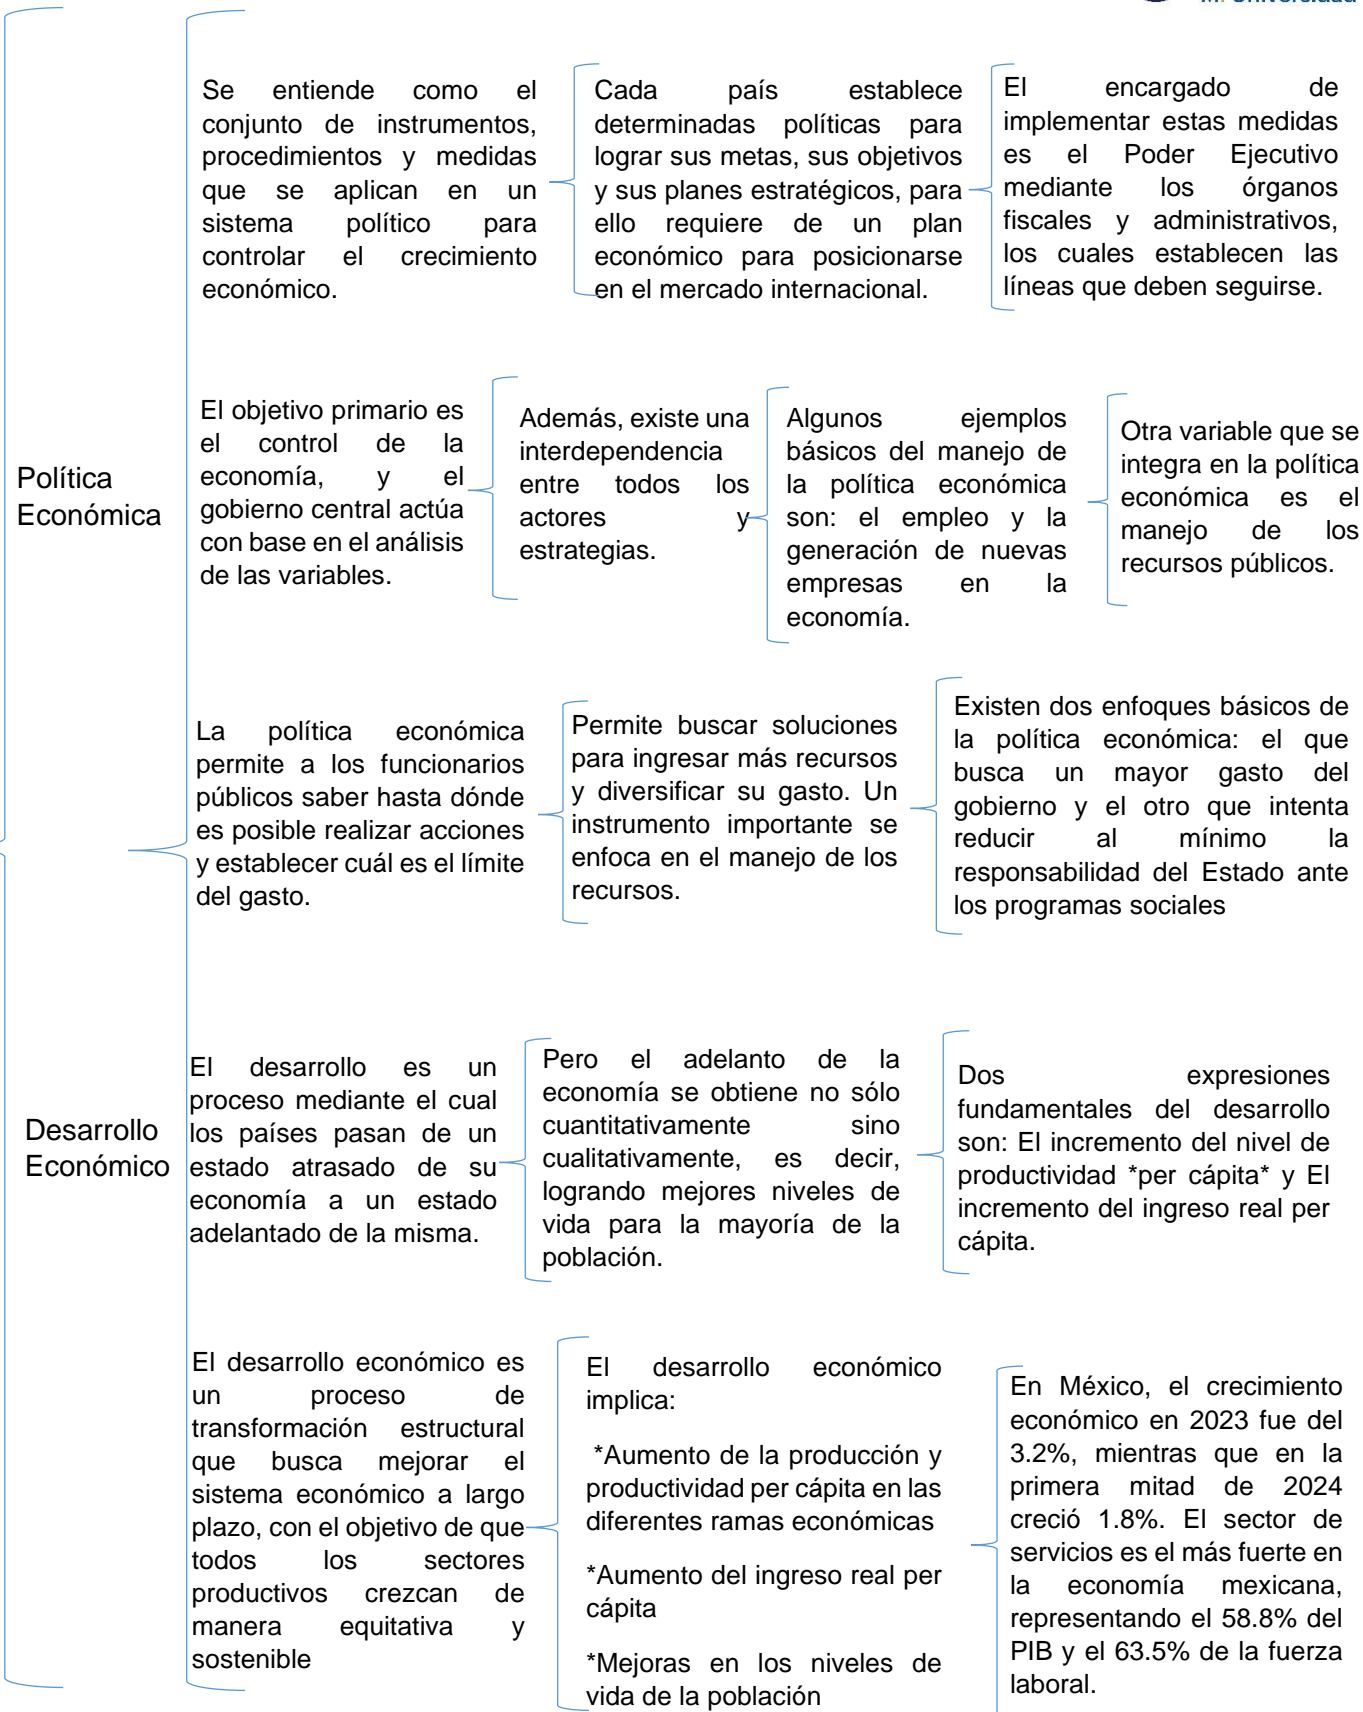 Mi Universidad
Se entiende como el
conjunto de instrumentos,
procedimientos y medidas
que se aplican en un
sistema político para
controlar el crecimiento
económico.
Cada país establece
determinadas políticas para
lograr sus metas, sus objetivos
y sus planes estratégicos, para
ello requiere de un plan
económico para posicionarse
en el mercado internacional.
El encargado de
implementar estas medidas
es el Poder Ejecutivo
mediante los órganos
fiscales y administrativos,
los cuales establecen las
líneas que deben seguirse.
Política
Económica
El objetivo primario es
el control de la
economía, y el
gobierno central actúa
con base en el análisis
de las variables.
Además, existe una
interdependencia
entre todos los
actores y
estrategias.
Algunos ejemplos
básicos del manejo de
la política económica
son: el empleo y la
generación de nuevas
empresas en la
economía.
Otra variable que se
integra en la política
económica es el
manejo de los
recursos públicos.
La política económica
permite a los funcionarios
públicos saber hasta dónde
es posible realizar acciones
y establecer cuál es el límite
del gasto.
Permite buscar soluciones
para ingresar más recursos
y diversificar su gasto. Un
instrumento importante se
enfoca en el manejo de los
recursos.
Existen dos enfoques básicos de
la política económica: el que
busca un mayor gasto del
gobierno y el otro que intenta
reducir al mínimo la
responsabilidad del Estado ante
los programas sociales
Desarrollo
Económico
El desarrollo es un
proceso mediante el cual
los países pasan de un
estado atrasado de su
economía a un estado
adelantado de la misma.
Pero el adelanto de la
economía se obtiene no sólo
cuantitativamente sino
cualitativamente, es decir,
logrando mejores niveles de
vida para la mayoría de la
población.
Dos expresiones
fundamentales del desarrollo
son: El incremento del nivel de
productividad *per cápita* y El
incremento del ingreso real per
cápita.
El desarrollo económico es
un proceso de
transformación estructural
que busca mejorar el
sistema económico a largo
plazo, con el objetivo de que
todos los sectores
productivos crezcan de
manera equitativa y
sostenible
El desarrollo económico
implica:
*Aumento de la producción y
productividad per cápita en las
diferentes ramas económicas
*Aumento del ingreso real per
cápita
*Mejoras en los niveles de
vida de la población
En México, el crecimiento
económico en 2023 fue del
3.2%, mientras que en la
primera mitad de 2024
creció 1.8%. El sector de
servicios es el más fuerte en
la economía mexicana,
representando el 58.8% del
PIB y el 63.5% de la fuerza
laboral.